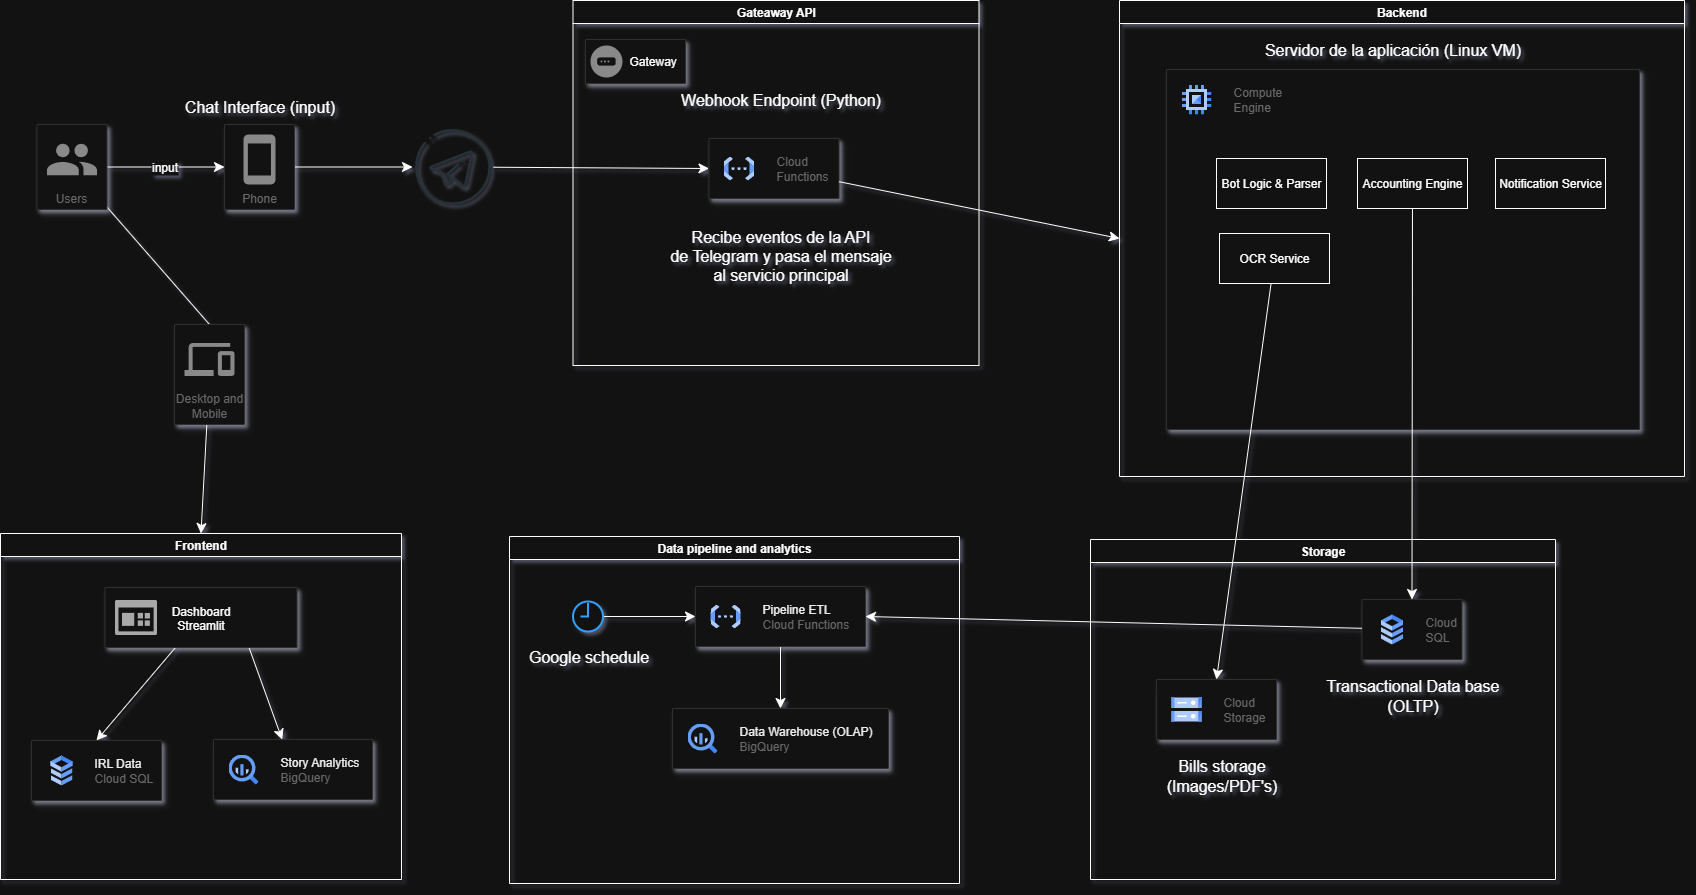 Gateaway API
Gateway
Webhook Endpoint (Python)
Cloud
Functions
Recibe eventos de la API
de Telegram y pasa el mensaje
al servicio principal
Backend
Servidor de la aplicación (Linux VM)
Compute
Engine
Bot Logic & Parser
Accounting Engine
Notification Service
OCR Service
Chat Interface (input)
Users
input
Phone
Desktop and
Mobile
Frontend
Dashboard
Streamlit
IRL Data
Cloud SQL
Story Analytics
BigQuery
Data pipeline and analytics
Google schedule
Pipeline ETL
Cloud Functions
Data Warehouse (OLAP)
BigQuery
Storage
Cloud
SQL
Transactional Data base
(OLTP)
Cloud
Storage
Bills storage
(Images/PDF's)